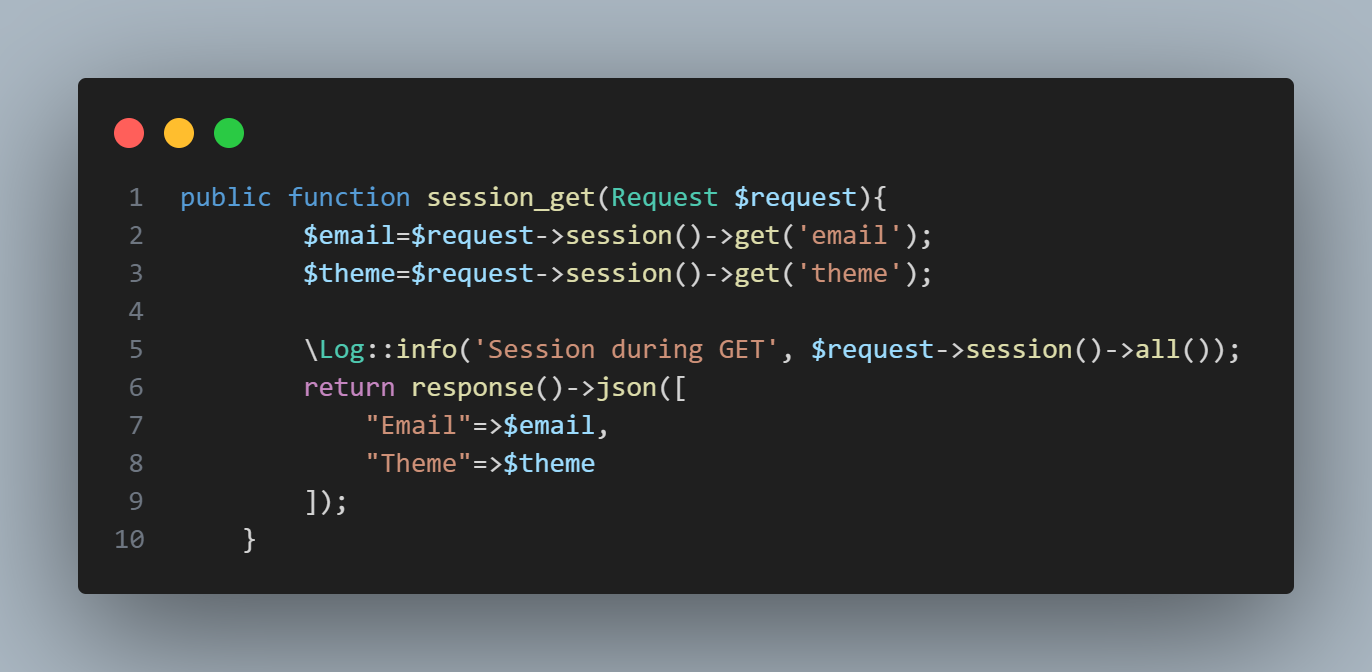 1 public function session_get(Request $request){
2 $email=$request->session()->get('email');
3 $theme=$request->session()->get('theme');
4
5 \Log::info('Session during GET', $request->session()->all());
6 return response()->json([
7 "Email"=>$email,
8 "Theme"=>$theme
9 ]);
10 }